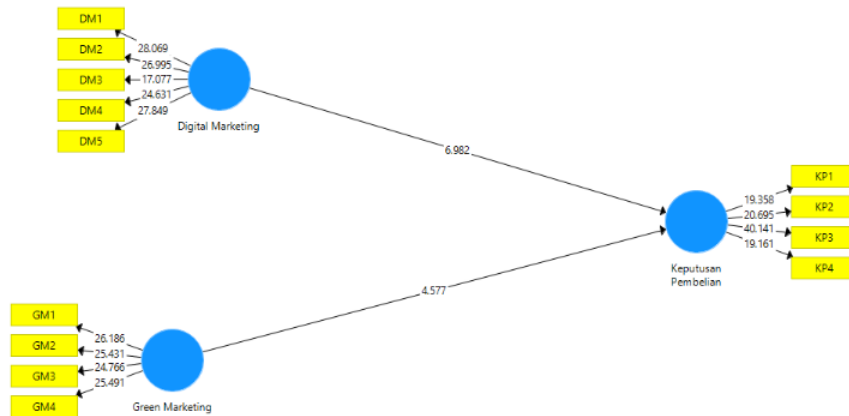 DM1
DM2
DM3
DM4
DM5
28.069
26.995
17.077
24.631
27.849
Digital Marketing
6.982
KP1
KP2
KP3
KP4
19.358
20.695
40.141
19.161
Keputusan
Pembelian
4.577
GM1
GM2
GM3
GM4
26.186
25.431
24.766
25.491
Green Marketing